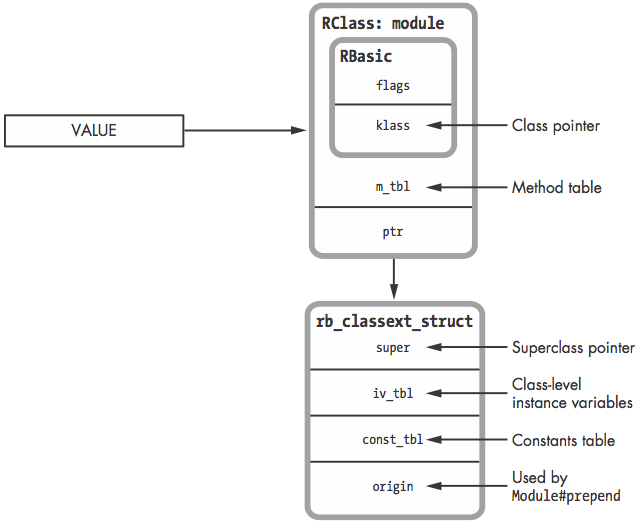 RClass: module
RBasic
flags
VALUE
klass
Class pointer
m_tbl
Method table
ptr
rb_classext_struct
super
Superclass pointer
iv_tbl
Class-level
instance variables
const_tbl
Constants table
origin
Used by
Module#prepend